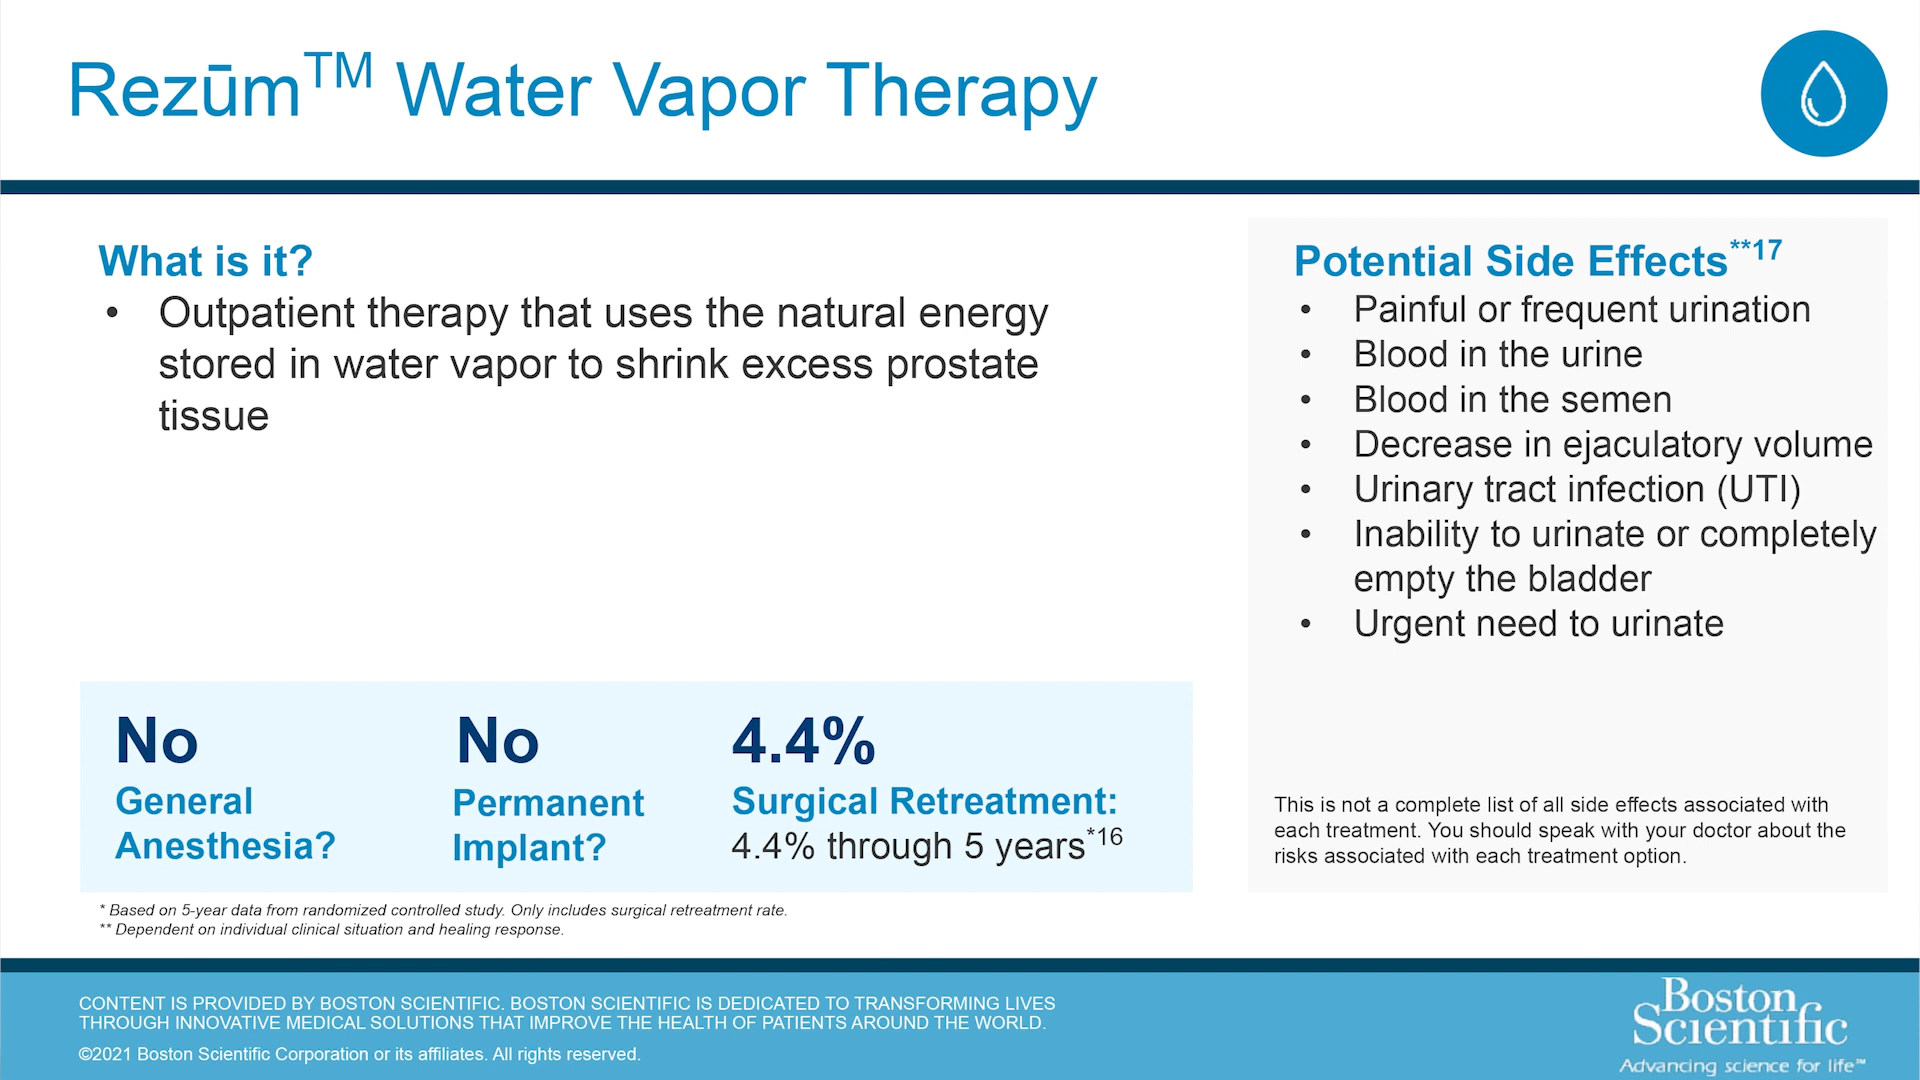 Rezūm™ Water Vapor Therapy
What is it?
• Outpatient therapy that uses the natural energy
stored in water vapor to shrink excess prostate
tissue
No
General
Anesthesia?
No
Permanent
Implant?
4.4%
Surgical Retreatment:
4.4% through 5 years*16
* Based on 5-year data from randomized controlled study. Only includes surgical retreatment rate.
** Dependent on individual clinical situation and healing response.
Potential Side Effects**17
• Painful or frequent urination
• Blood in the urine
• Blood in the semen
• Decrease in ejaculatory volume
• Urinary tract infection (UTI)
• Inability to urinate or completely
empty the bladder
• Urgent need to urinate
This is not a complete list of all side effects associated with
each treatment. You should speak with your doctor about the
risks associated with each treatment option.
CONTENT IS PROVIDED BY BOSTON SCIENTIFIC. BOSTON SCIENTIFIC IS DEDICATED TO TRANSFORMING LIVES
THROUGH INNOVATIVE MEDICAL SOLUTIONS THAT IMPROVE THE HEALTH OF PATIENTS AROUND THE WORLD.
©2021 Boston Scientific Corporation or its affiliates. All rights reserved.
Boston
Scientific
Advancing science for life™